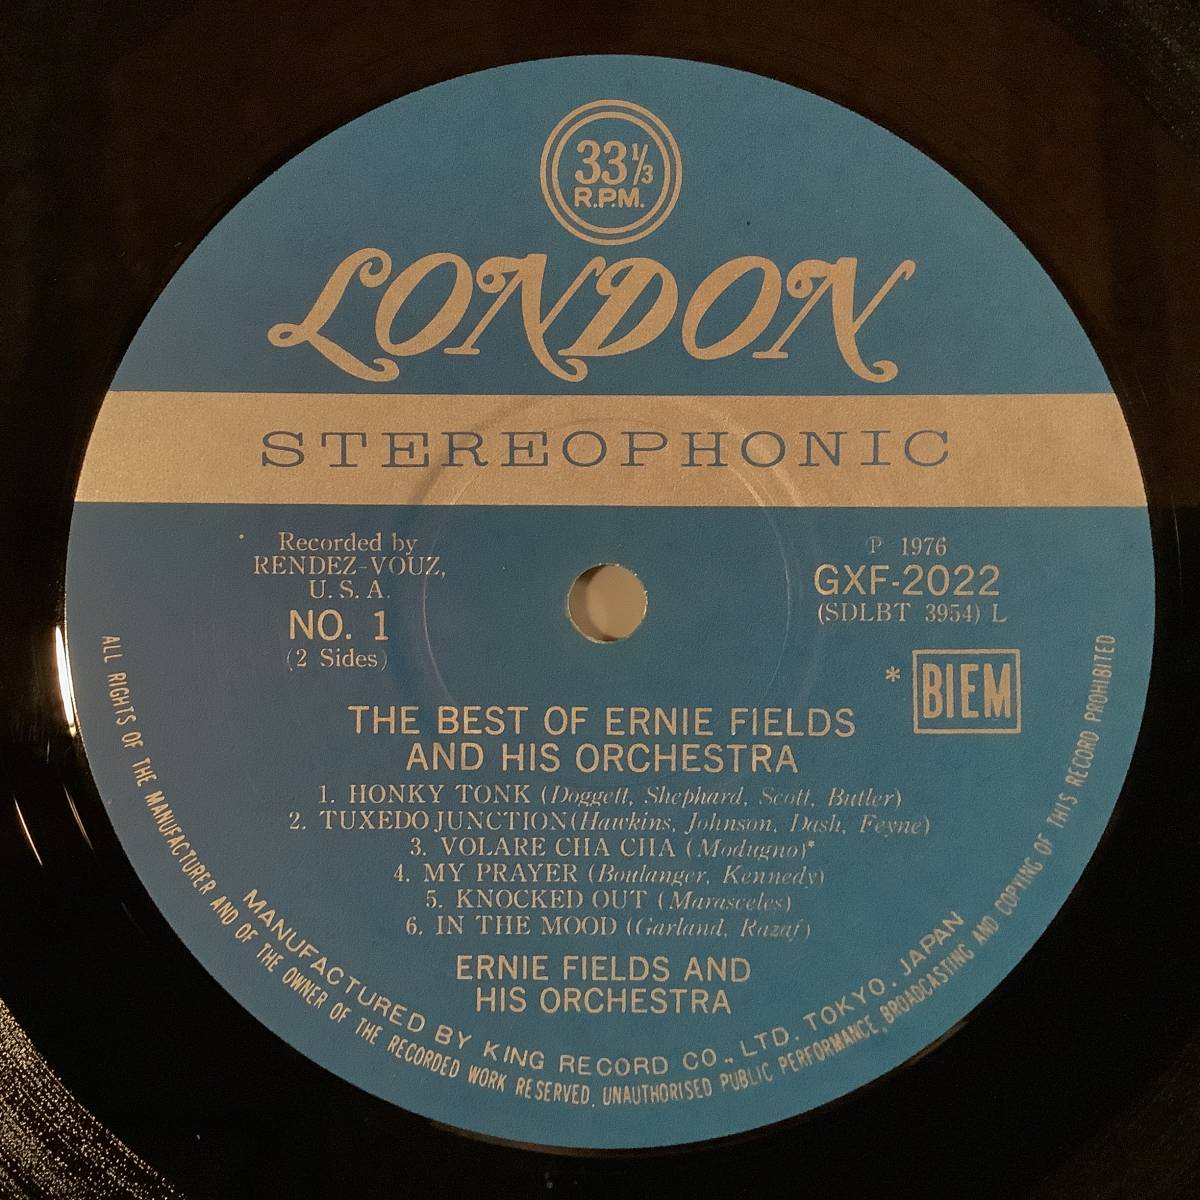 33 1/3
R.P.M.
LONDON
STEREOPHONIC
Recorded by
RENDEZ-VOUZ,
U. S. A.
NO. 1
(2 Sides)
℗ 1976
GXF-2022
(SDLBT 3954) L
* BIEM
THE BEST OF ERNIE FIELDS
AND HIS ORCHESTRA
1. HONKY TONK (Doggett, Shephard, Scott, Butler)
2. TUXEDO JUNCTION (Hawkins, Johnson, Dash, Feyne)
3. VOLARE CHA CHA (Modugno)*
4. MY PRAYER (Boulanger, Kennedy)
5. KNOCKED OUT (Marasceles)
6. IN THE MOOD (Garland, Razaf)
ERNIE FIELDS AND
HIS ORCHESTRA
MANUFACTURED BY KING RECORD CO., LTD. TOKYO, JAPAN
ALL RIGHTS OF THE MANUFACTURER AND OF THE OWNER OF THE RECORDED WORK RESERVED. UNAUTHORISED PUBLIC PERFORMANCE, BROADCASTING AND COPYING OF THIS RECORD PROHIBITED